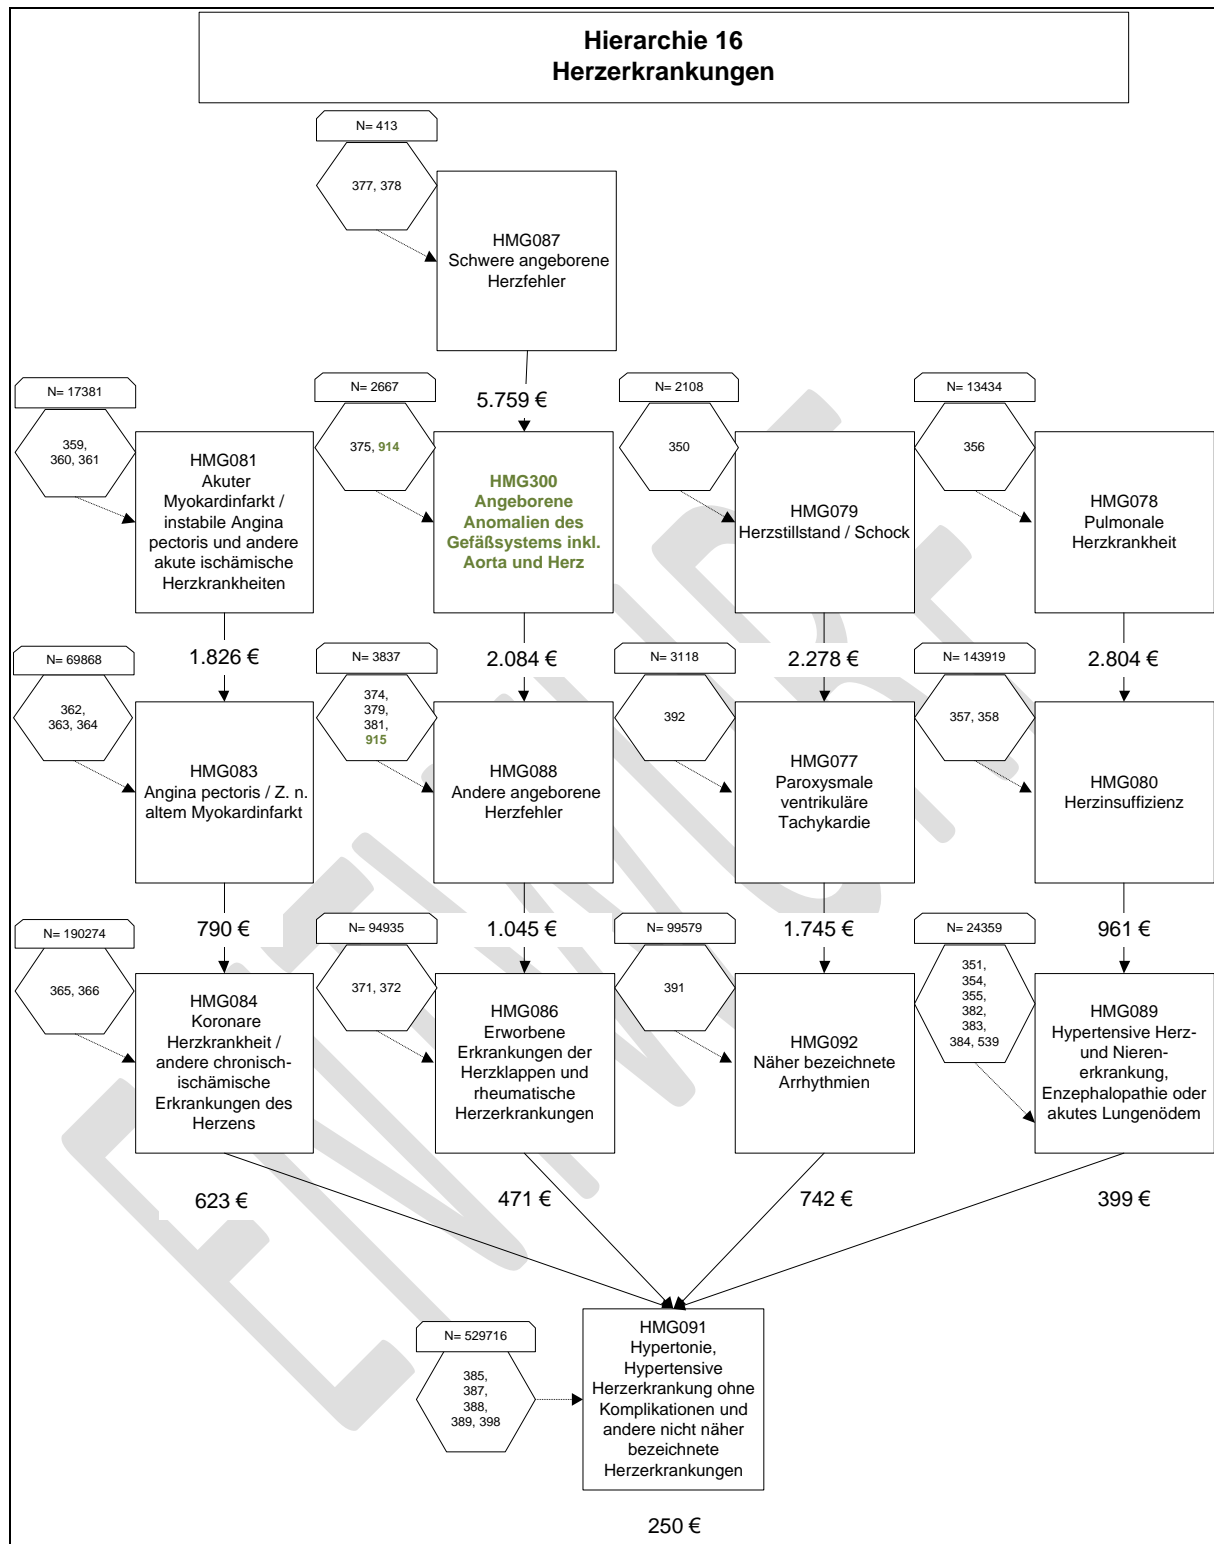 Hierarchie 16
Herzerkrankungen
N= 413
377, 378
HMG087
Schwere angeborene
Herzfehler
5.759 €
N= 17381
359,
360, 361
HMG081
Akuter
Myokardinfarkt /
instabile Angina
pectoris und andere
akute ischämische
Herzkrankheiten
1.826 €
N= 2667
375, 914
HMG300
Angeborene
Anomalien des
Gefäßsystems inkl.
Aorta und Herz
2.084 €
N= 2108
350
HMG079
Herzstillstand / Schock
2.278 €
N= 13434
356
HMG078
Pulmonale
Herzkrankheit
2.804 €
N= 69868
362,
363, 364
HMG083
Angina pectoris / Z. n.
altem Myokardinfarkt
790 €
N= 3837
374,
379,
381,
915
HMG088
Andere angeborene
Herzfehler
1.045 €
N= 3118
392
HMG077
Paroxysmale
ventrikuläre
Tachykardie
1.745 €
N= 143919
357, 358
HMG080
Herzinsuffizienz
961 €
N= 190274
365, 366
HMG084
Koronare
Herzkrankheit /
andere chronisch-
ischämische
Erkrankungen des
Herzens
623 €
N= 94935
371, 372
HMG086
Erworbene
Erkrankungen der
Herzklappen und
rheumatische
Herzerkrankungen
471 €
N= 99579
391
HMG092
Näher bezeichnete
Arrhythmien
742 €
N= 24359
351,
354,
355,
382,
383,
384, 539
HMG089
Hypertensive Herz-
und Nieren-
erkrankung,
Enzephalopathie oder
akutes Lungenödem
399 €
N= 529716
385,
387,
388,
389, 398
HMG091
Hypertonie,
Hypertensive
Herzerkrankung ohne
Komplikationen und
andere nicht näher
bezeichnete
Herzerkrankungen
250 €
ENTWURF